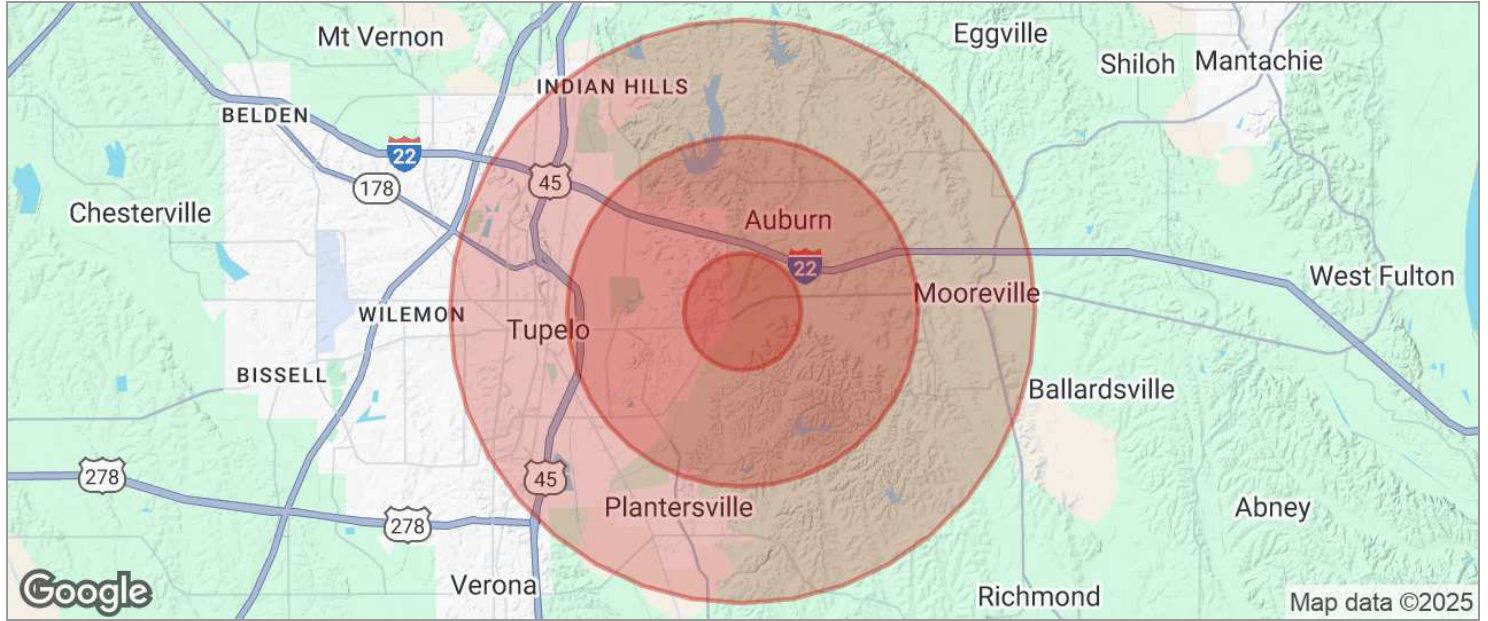 Mt Vernon
Eggville
Shiloh
Mantachie
INDIAN HILLS
BELDEN
22
45
178
Chesterville
Auburn
22
West Fulton
Mooreville
WILEMON
Tupelo
BISSELL
Ballardsville
278
45
Plantersville
Abney
278
Verona
Richmond
Google
Map data ©2025